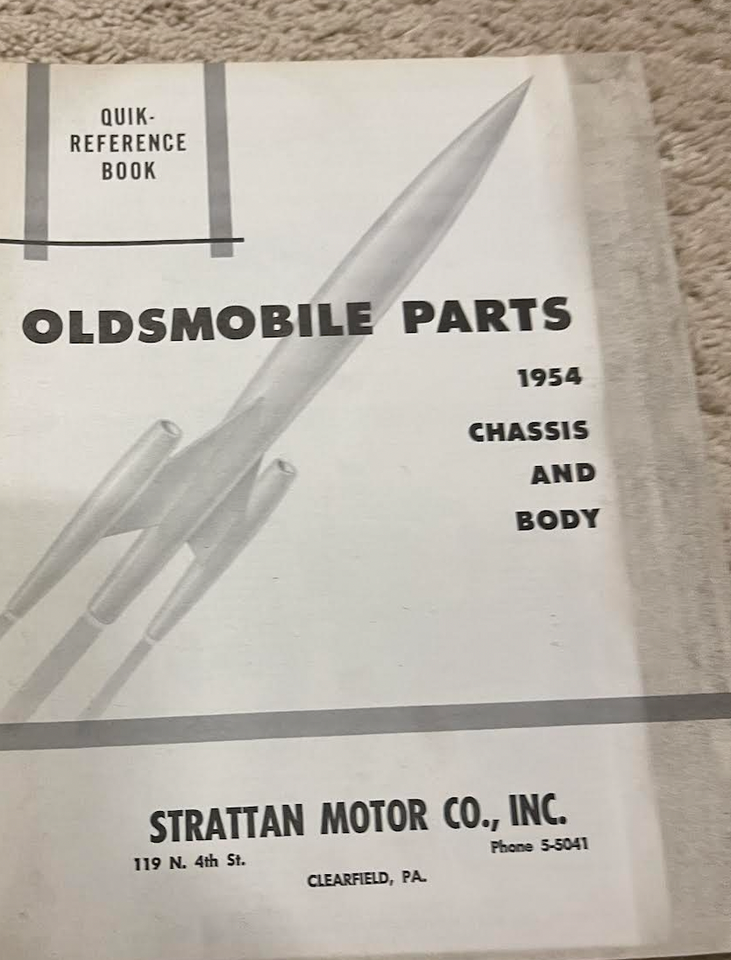 QUIK-
REFERENCE
BOOK
OLDSMOBILE PARTS
1954
CHASSIS
AND
BODY
STRATTAN MOTOR CO., INC.
119 N. 4th St.
Phone 5-5041
CLEARFIELD, PA.